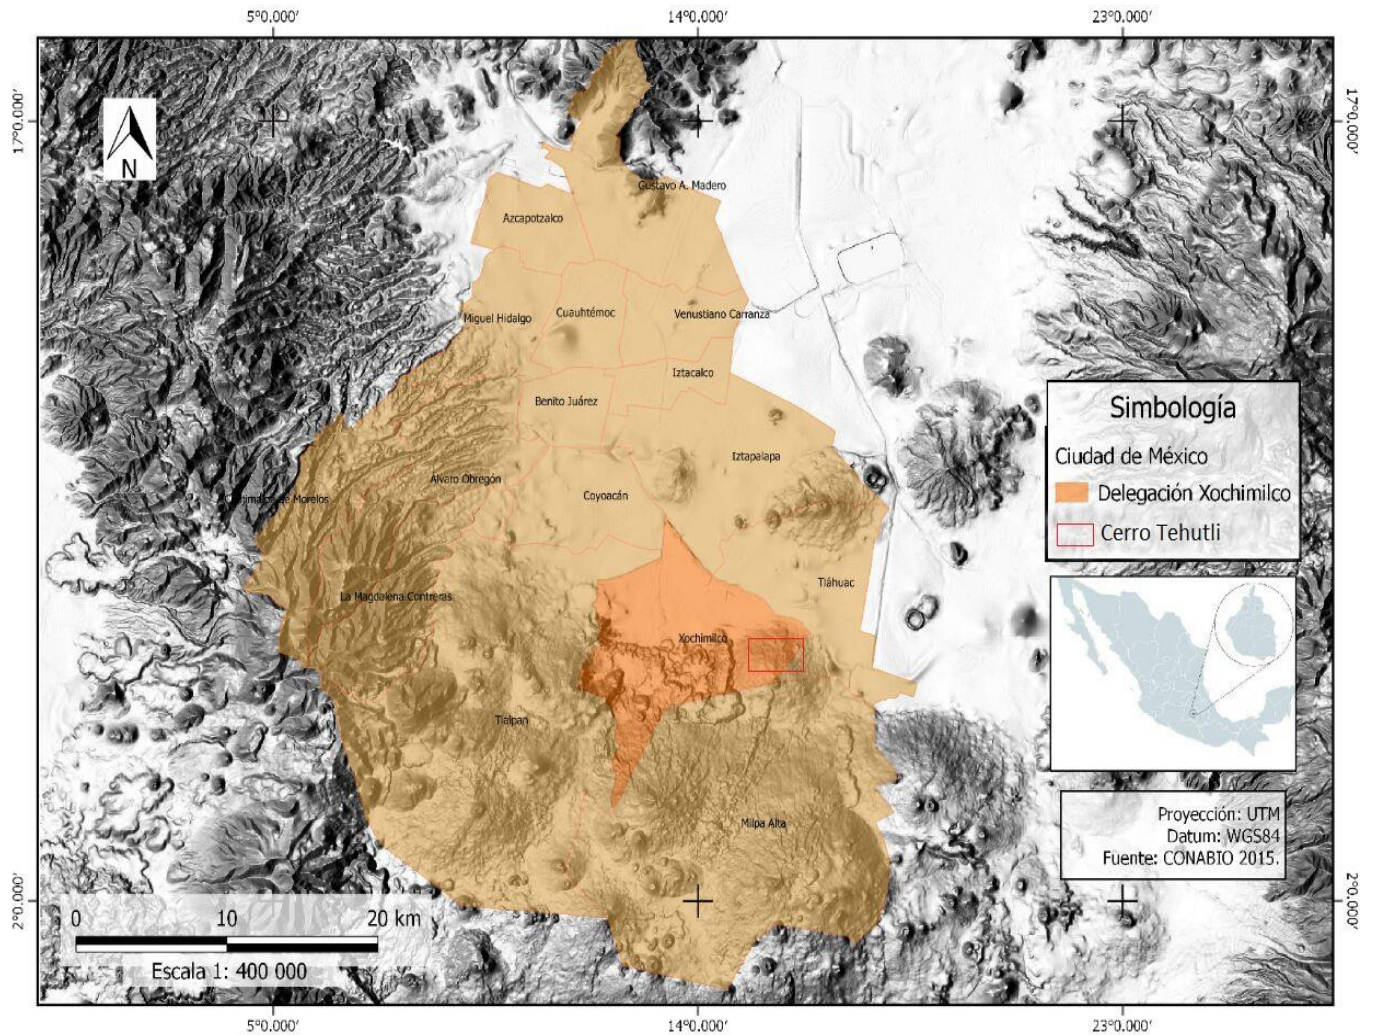 5°0.000′
14°0.000′
23°0.000′
17°0.000′
17°0.000′
N
Gustavo A. Madero
Azcapotzalco
Miguel Hidalgo
Cuauhtémoc
Venustiano Carranza
Iztacalco
Benito Juárez
Iztapalapa
Álvaro Obregón
Coyoacán
de Morelos
La Magdalena Contreras
Tláhuac
Xochimilco
Tlalpan
Milpa Alta
Simbología
Ciudad de México
Delegación Xochimilco
Cerro Tehutli
Proyección: UTM
Datum: WGS84
Fuente: CONABIO 2015.
2°0.000′
2°0.000′
0 10 20 km
Escala 1: 400 000
5°0.000′
14°0.000′
23°0.000′